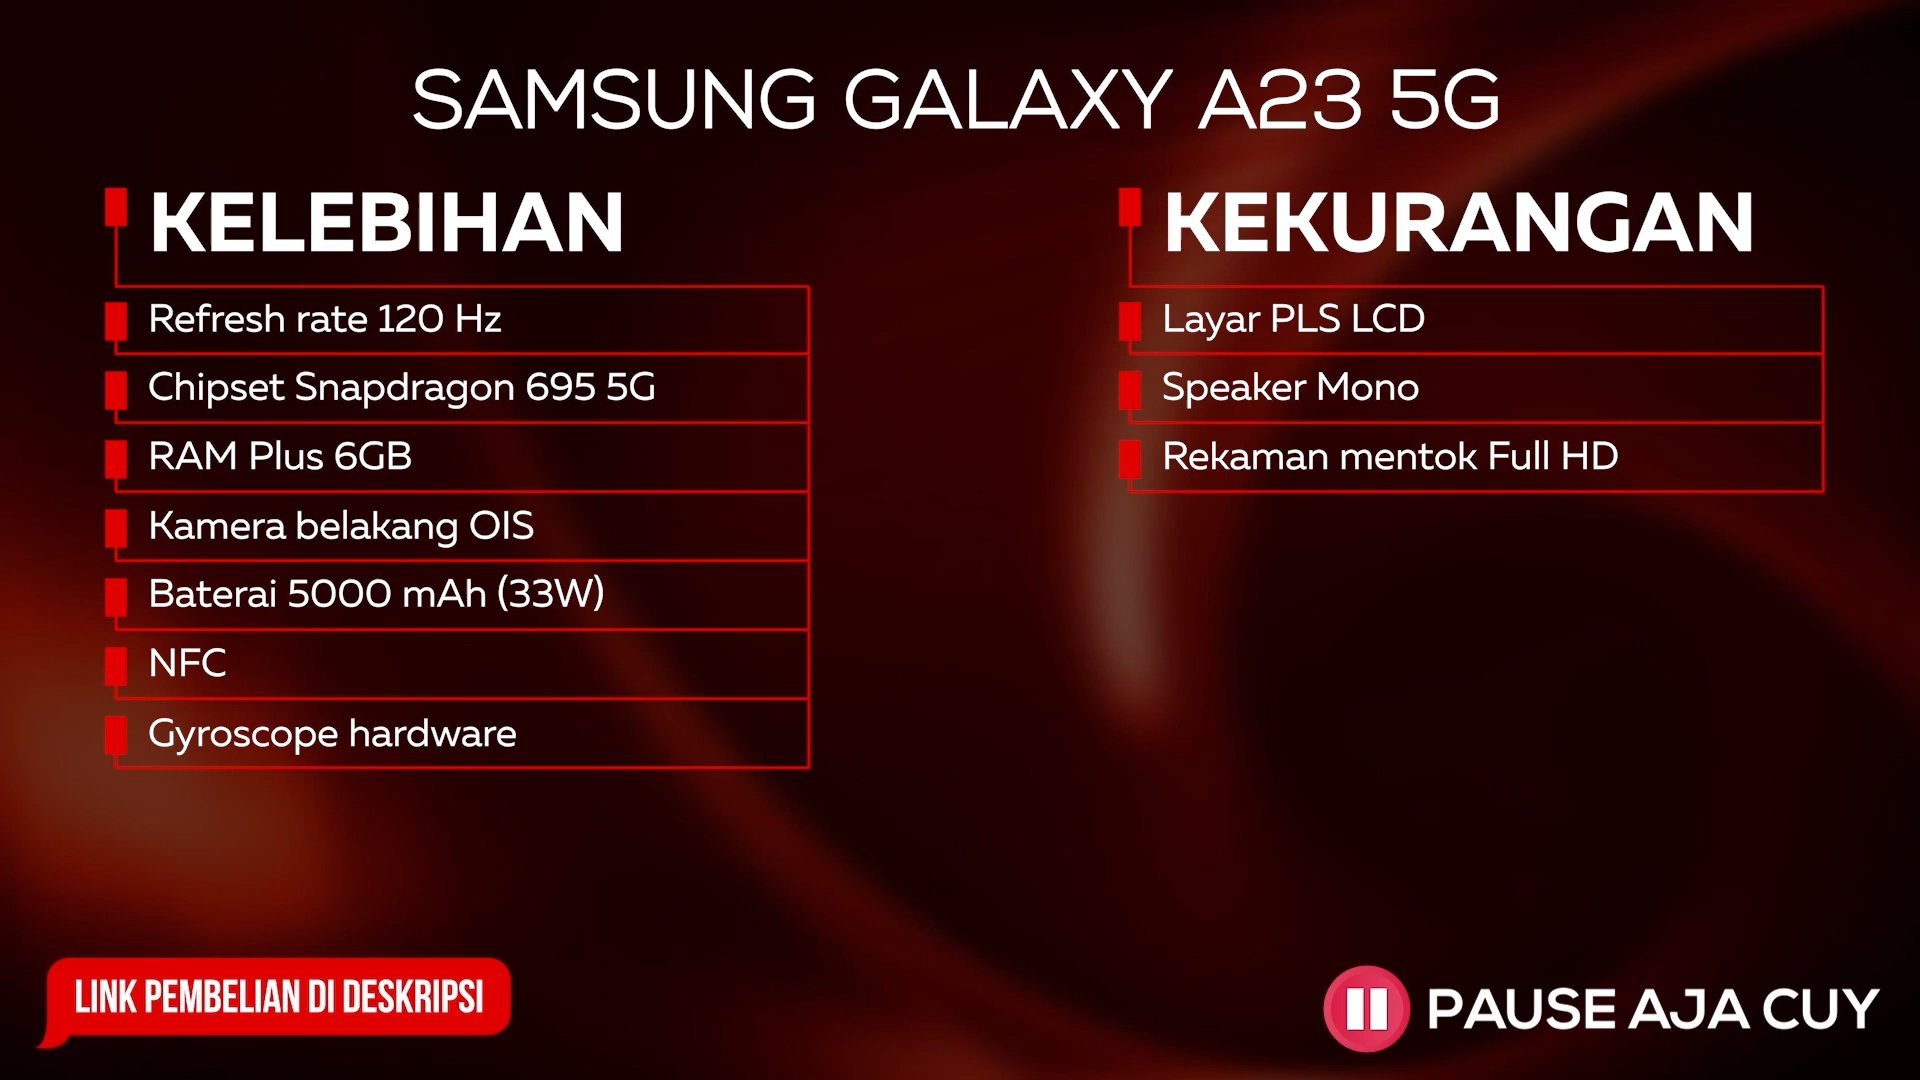 SAMSUNG GALAXY A23 5G
KELEBIHAN
Refresh rate 120 Hz
Chipset Snapdragon 695 5G
RAM Plus 6GB
Kamera belakang OIS
Baterai 5000 mAh (33W)
NFC
Gyroscope hardware
KEKURANGAN
Layar PLS LCD
Speaker Mono
Rekaman mentok Full HD
LINK PEMBELIAN DI DESKRIPSI
PAUSE AJA CUY